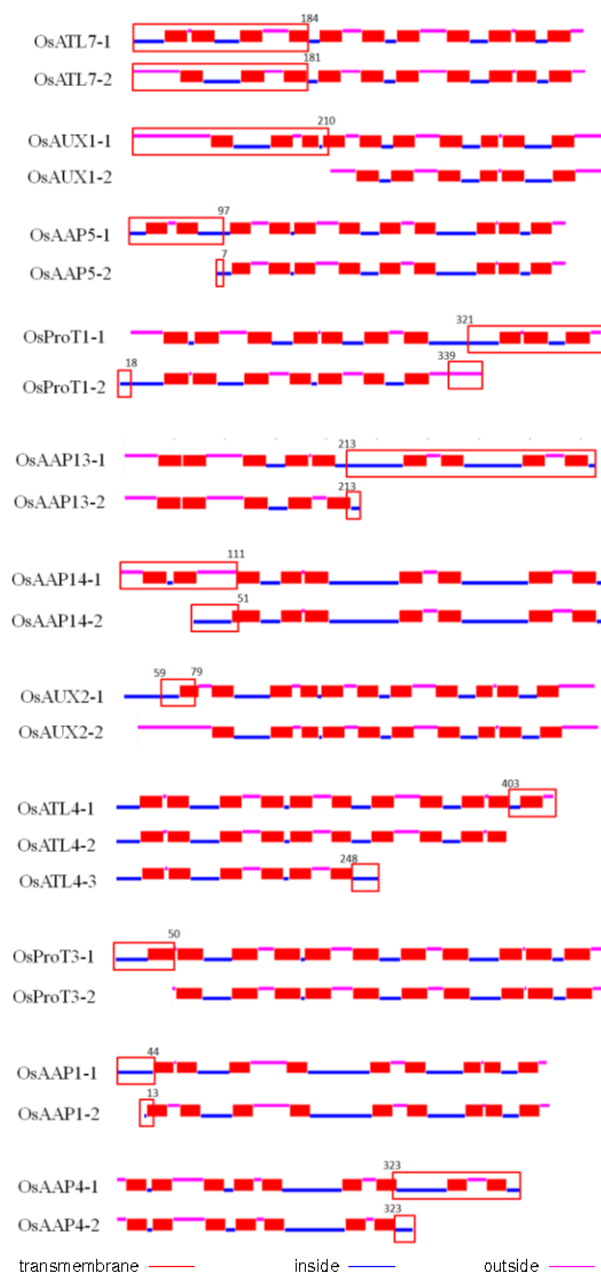 184
OsATL7-1
181
OsATL7-2
210
OsAUX1-1
OsAUX1-2
97
OsAAP5-1
7
OsAAP5-2
321
OsProT1-1
18
339
OsProT1-2
213
OsAAP13-1
213
OsAAP13-2
111
OsAAP14-1
51
OsAAP14-2
59 79
OsAUX2-1
OsAUX2-2
403
OsATL4-1
OsATL4-2
248
OsATL4-3
50
OsProT3-1
OsProT3-2
44
OsAAP1-1
13
OsAAP1-2
323
OsAAP4-1
323
OsAAP4-2
transmembrane inside outside